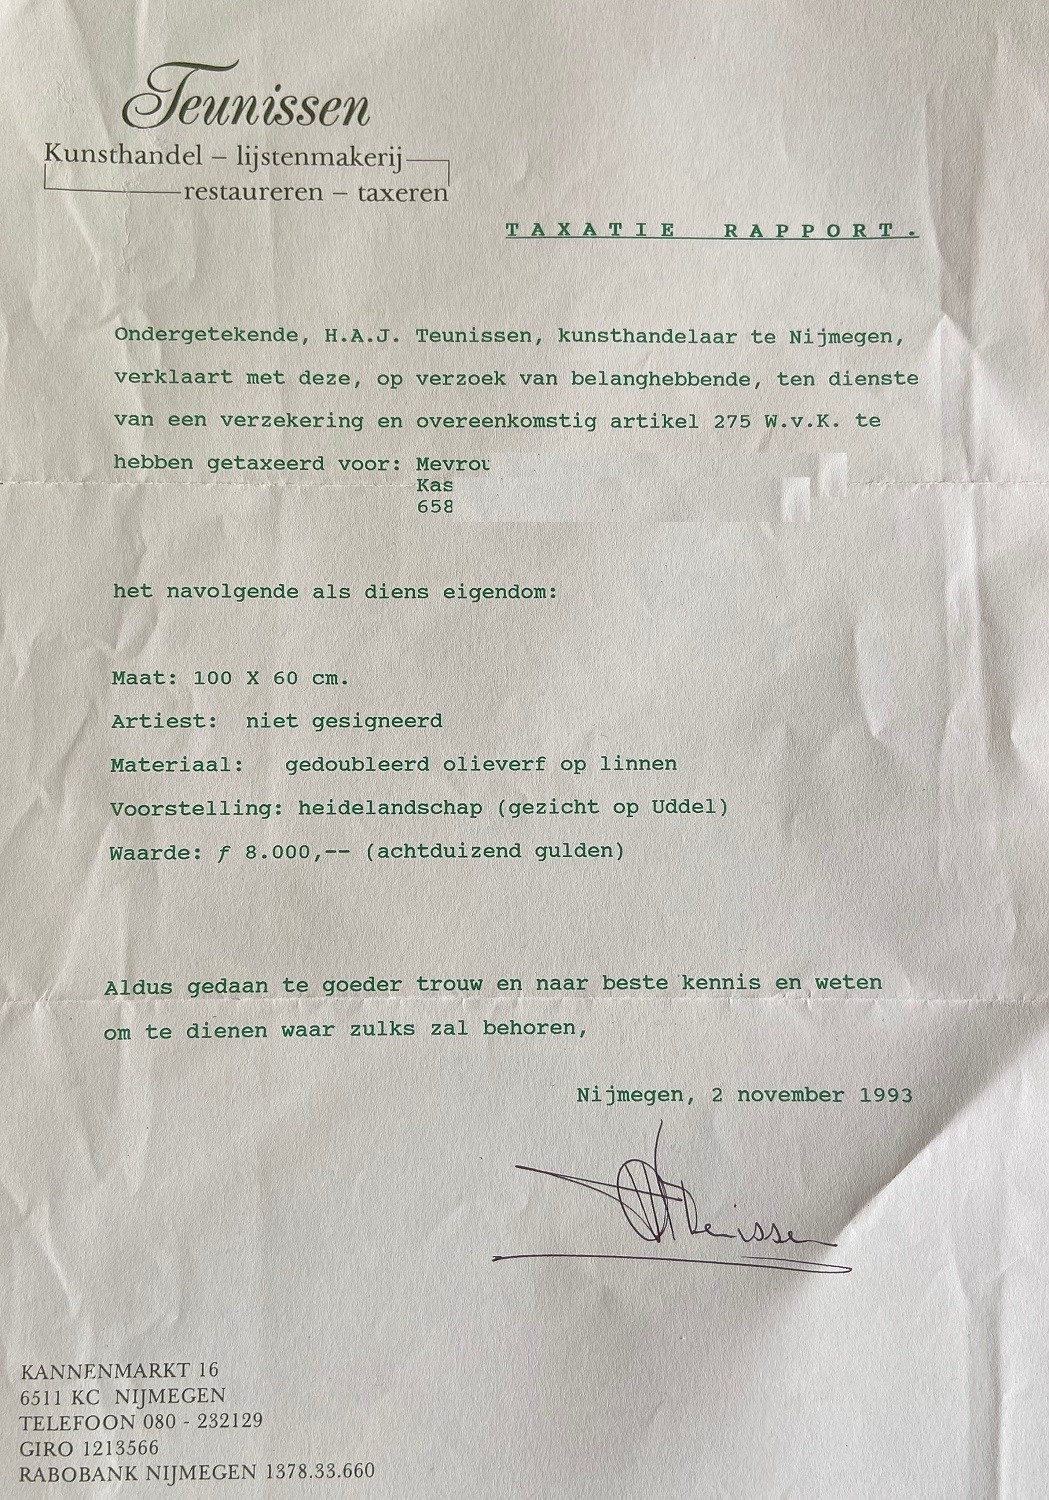 Teunissen
Kunsthandel – lijstenmakerij
restaureren – taxeren
TAXATIE RAPPORT.
Ondergetekende, H.A.J. Teunissen, kunsthandelaar te Nijmegen,
verklaart met deze, op verzoek van belanghebbende, ten dienste
van een verzekering en overeenkomstig artikel 275 W.v.K. te
hebben getaxeerd voor: Mevrou
Kas
658
het navolgende als diens eigendom:
Maat: 100 X 60 cm.
Artiest: niet gesigneerd
Materiaal: gedoubleerd olieverf op linnen
Voorstelling: heidelandschap (gezicht op Uddel)
Waarde: ƒ 8.000,-- (achtduizend gulden)
Aldus gedaan te goeder trouw en naar beste kennis en weten
om te dienen waar zulks zal behoren,
Nijmegen, 2 november 1993
KANNENMARKT 16
6511 KC NIJMEGEN
TELEFOON 080 - 232129
GIRO 1213566
RABOBANK NIJMEGEN 1378.33.660